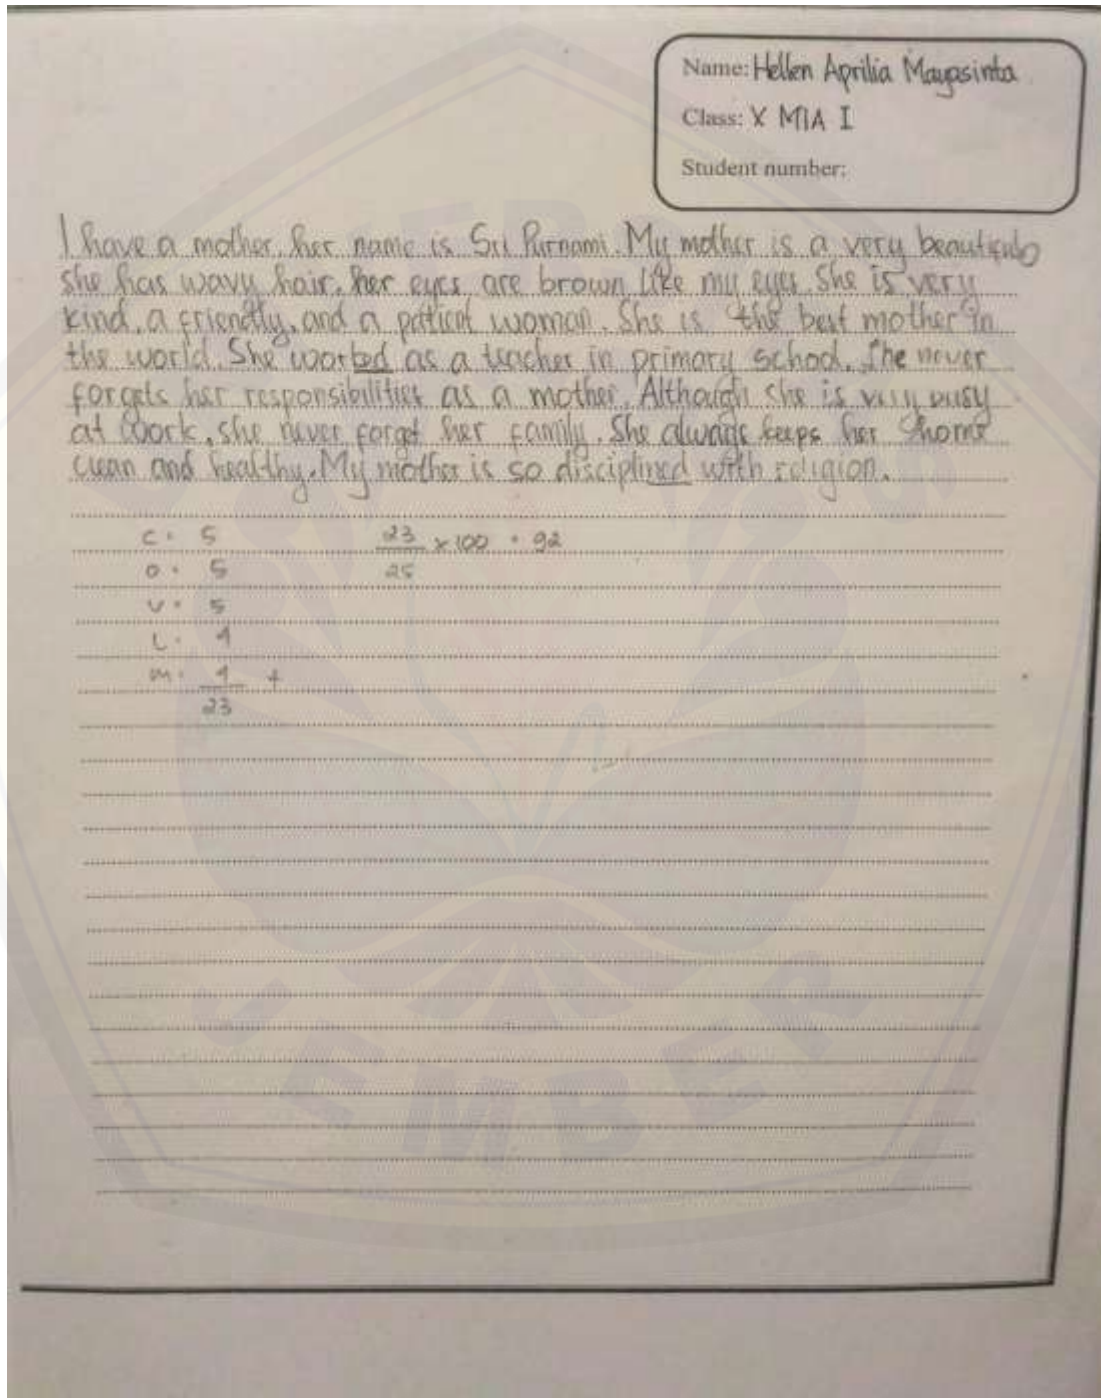 Name: Hellen Aprilia Mayasinta
Class: X MIA I
Student number:
I have a mother, her name is Sri Purnami. My mother is a very beautiful
she has wavy hair, her eyes are brown like my eyes. She is very
kind, a friendly, and a patient woman. She is the best mother in
the world. She worked as a teacher in primary school. She never
forgets her responsibilities as a mother. Although she is very busy
at work, she never forget her family. She always keeps her home
clean and healthy. My mother is so disciplined with religion.
C = 5
23/25 x 100 = 92
O = 5
V = 5
L = 4
M = 4 +
23
JEMBER